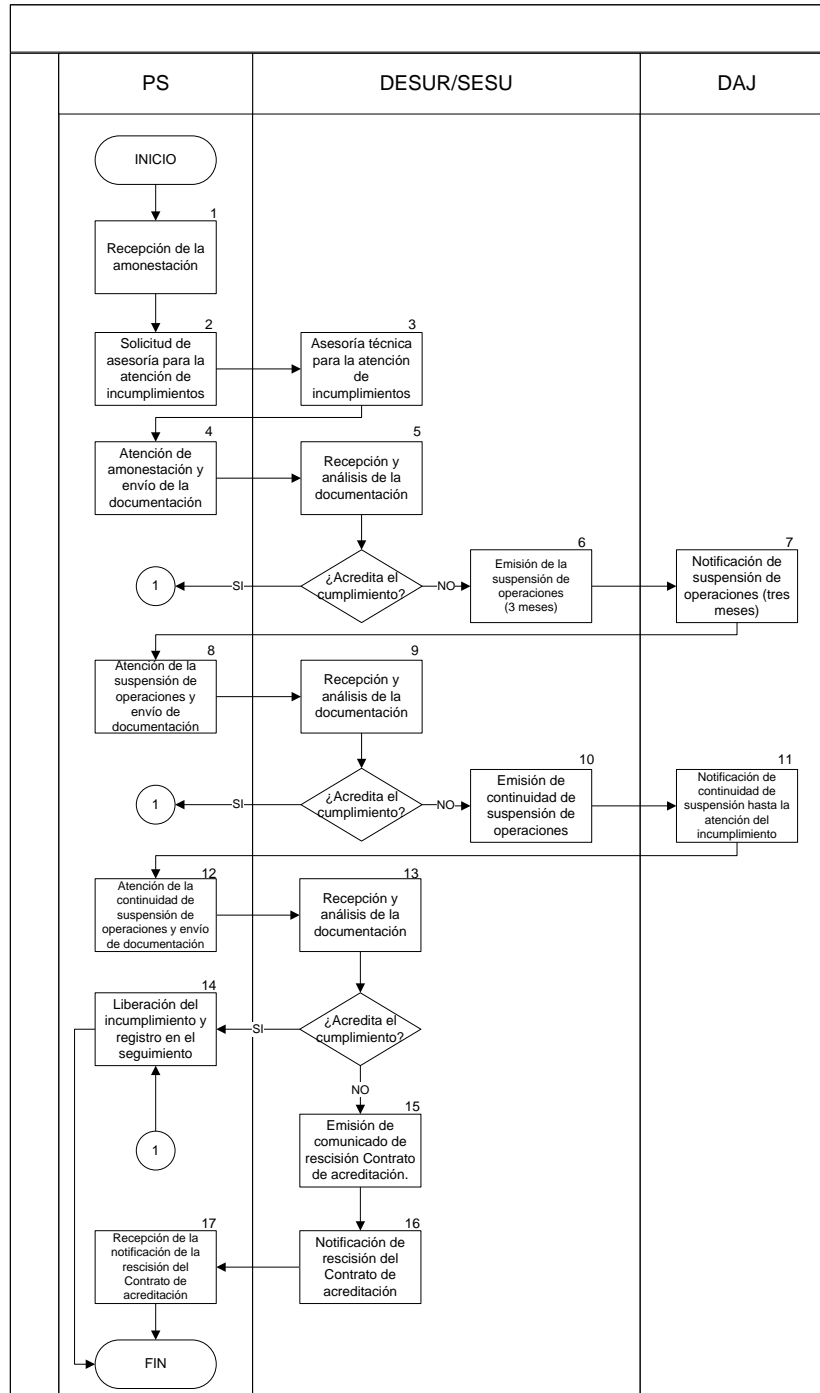 PS
DESUR/SESU
DAJ
INICIO
1
Recepción de la
amonestación
2
Solicitud de
asesoría para la
atención de
incumplimientos
3
Asesoría técnica
para la atención
de
incumplimientos
4
Atención de
amonestación y
envío de la
documentación
5
Recepción y
análisis de la
documentación
¿Acredita el
cumplimiento?
SI
1
NO
6
Emisión de la
suspensión de
operaciones
(3 meses)
7
Notificación de
suspensión de
operaciones (tres
meses)
8
Atención de la
suspensión de
operaciones y
envío de
documentación
9
Recepción y
análisis de la
documentación
¿Acredita el
cumplimiento?
SI
1
NO
10
Emisión de
continuidad de
suspensión de
operaciones
11
Notificación de
continuidad de
suspensión hasta la
atención del
incumplimiento
12
Atención de la
continuidad de
suspensión de
operaciones y envío
de documentación
13
Recepción y
análisis de la
documentación
¿Acredita el
cumplimiento?
SI
14
Liberación del
incumplimiento y
registro en el
seguimiento
1
NO
15
Emisión de
comunicado de
rescisión Contrato
de acreditación.
16
Notificación de
rescisión del
Contrato de
acreditación
17
Recepción de la
notificación de la
rescisión del
Contrato de
acreditación
FIN